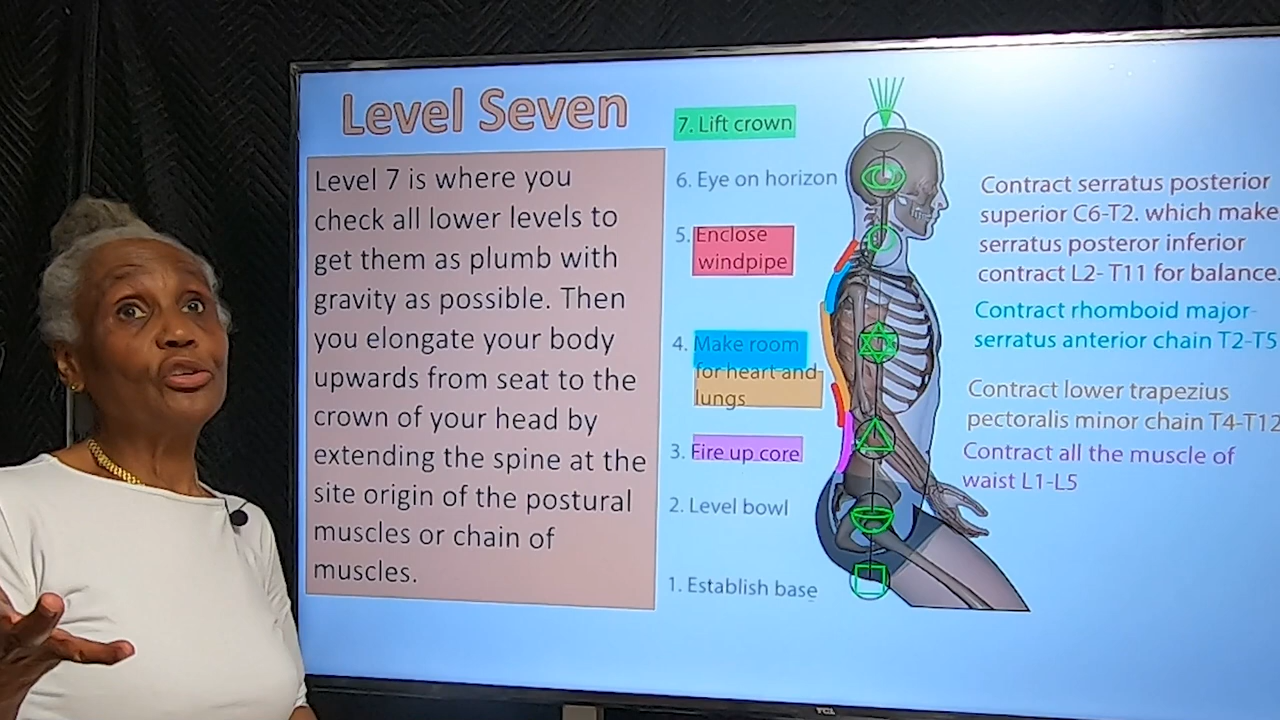 Level Seven
Level 7 is where you
check all lower levels to
get them as plumb with
gravity as possible. Then
you elongate your body
upwards from seat to the
crown of your head by
extending the spine at the
site origin of the postural
muscles or chain of
muscles.
7. Lift crown
6. Eye on horizon
5. Enclose
windpipe
4. Make room
for heart and
lungs
3. Fire up core
2. Level bowl
1. Establish base
Contract serratus posterior
superior C6-T2. which make
serratus posteror inferior
contract L2- T11 for balance.
Contract rhomboid major-
serratus anterior chain T2-T5
Contract lower trapezius
pectoralis minor chain T4-T12
Contract all the muscle of
waist L1-L5
TCL